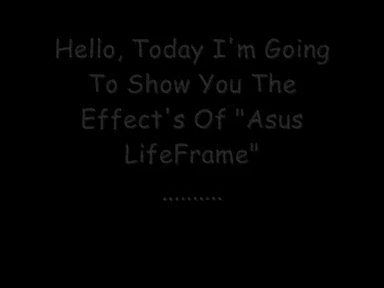 Hello, Today I'm Going
To Show You The
Effect's Of "Asus
LifeFrame"
..........